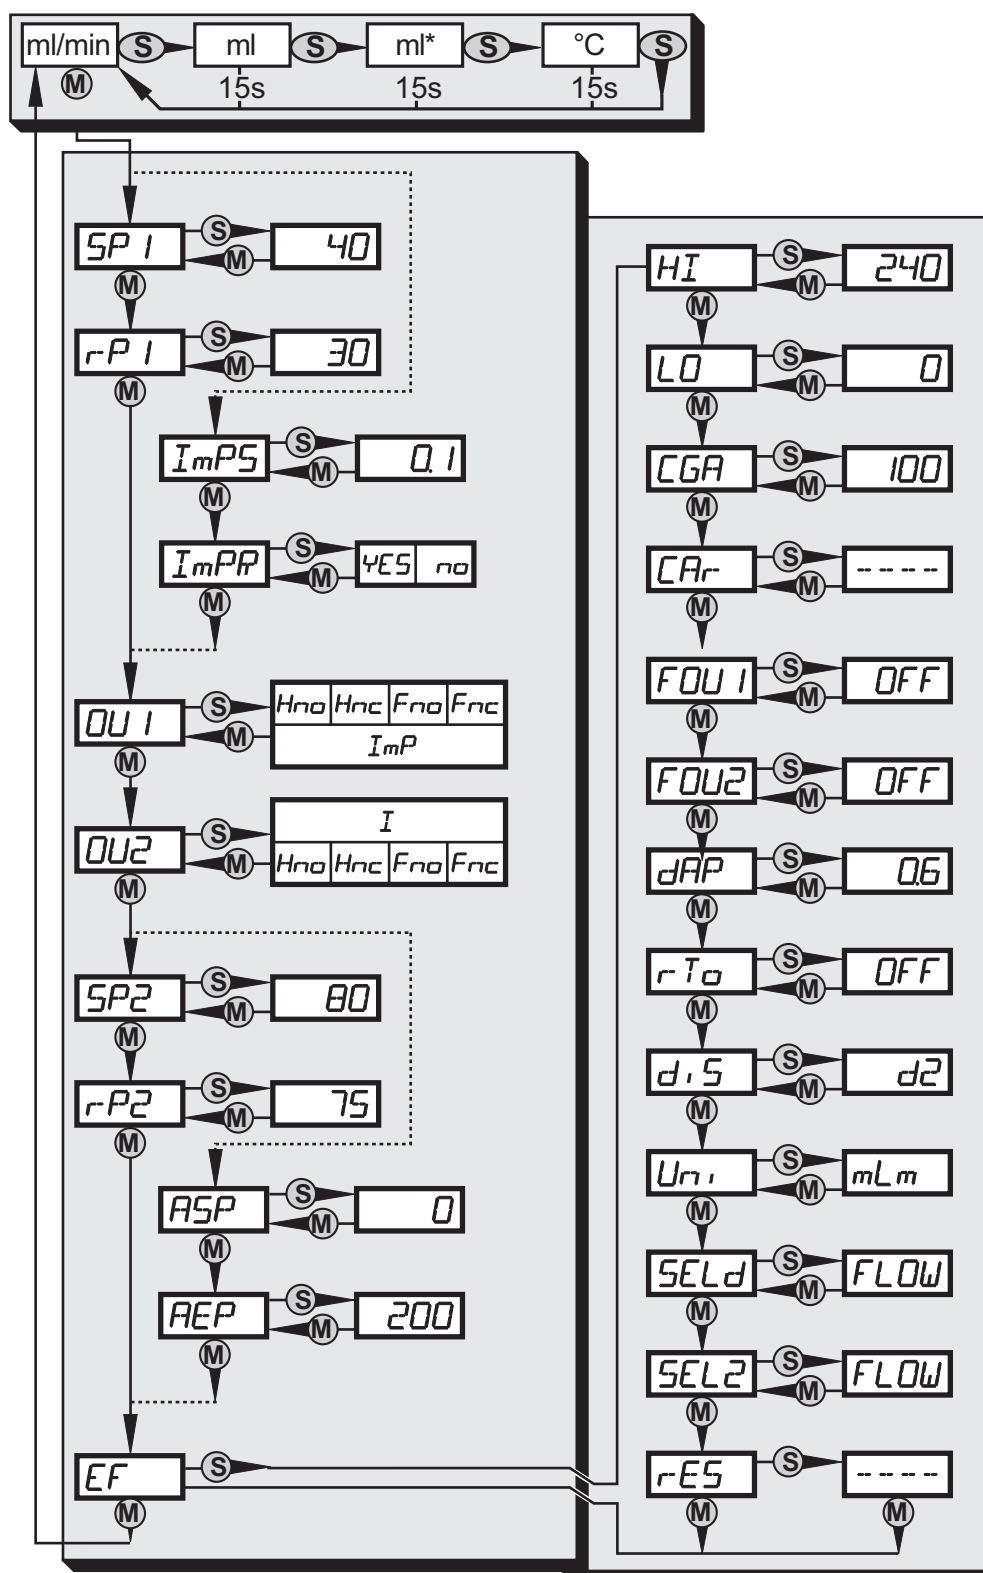 ml/min S ml S ml* S °C S
M 15s 15s 15s
SP1 S 40
M
M
rP1 S 30
M
M
ImPS S 0.1
M
M
ImPR S YES no
M
M
OU1 S Hno Hnc Fno Fnc
M ImP
M
OU2 S I
M Hno Hnc Fno Fnc
M
SP2 S 80
M
M
rP2 S 75
M
M
ASP S 0
M
M
AEP S 200
M
M
EF S
M
HI S 240
M
M
LO S 0
M
M
CGA S 100
M
M
CAr S ----
M
M
FOU1 S OFF
M
M
FOU2 S OFF
M
M
dAP S 0.6
M
M
rTo S OFF
M
M
diS S d2
M
M
Uni S mLm
M
M
SELd S FLOW
M
M
SEL2 S FLOW
M
M
rES S ----
M M